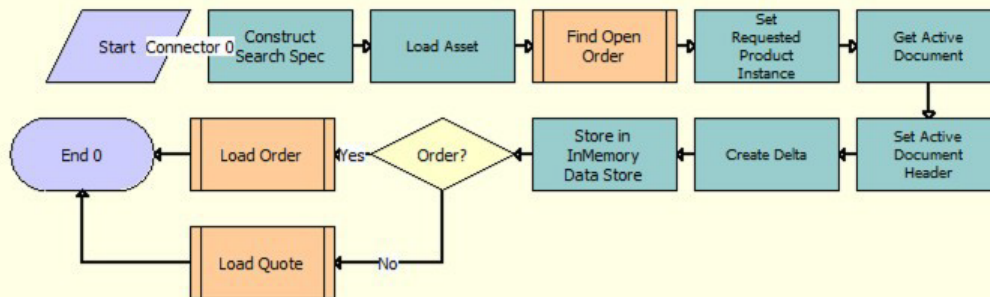 Start
Connector 0
Construct
Search Spec
Load Asset
Find Open
Order
Set
Requested
Product
Instance
Get Active
Document
End 0
Load Order
Yes
Order?
Store in
InMemory
Data Store
Create Delta
Set Active
Document
Header
Load Quote
No